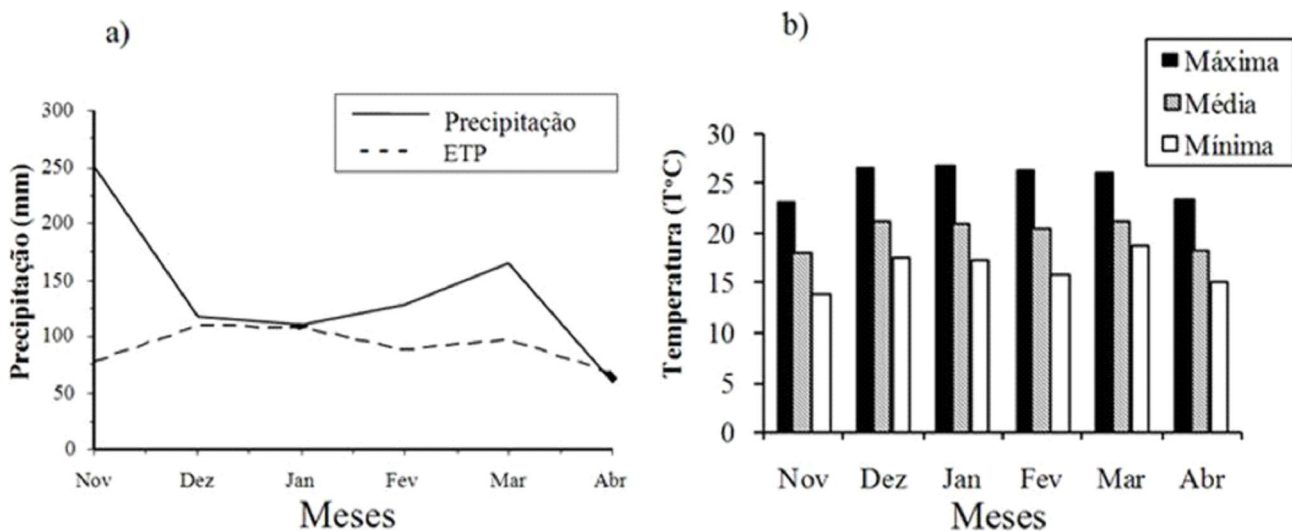 a)
Precipitação
ETP
Precipitação (mm)
300
250
200
150
100
50
0
Nov Dez Jan Fev Mar Abr
Meses
b)
Máxima
Média
Mínima
Temperatura (TºC)
30
25
20
15
10
5
0
Nov Dez Jan Fev Mar Abr
Meses